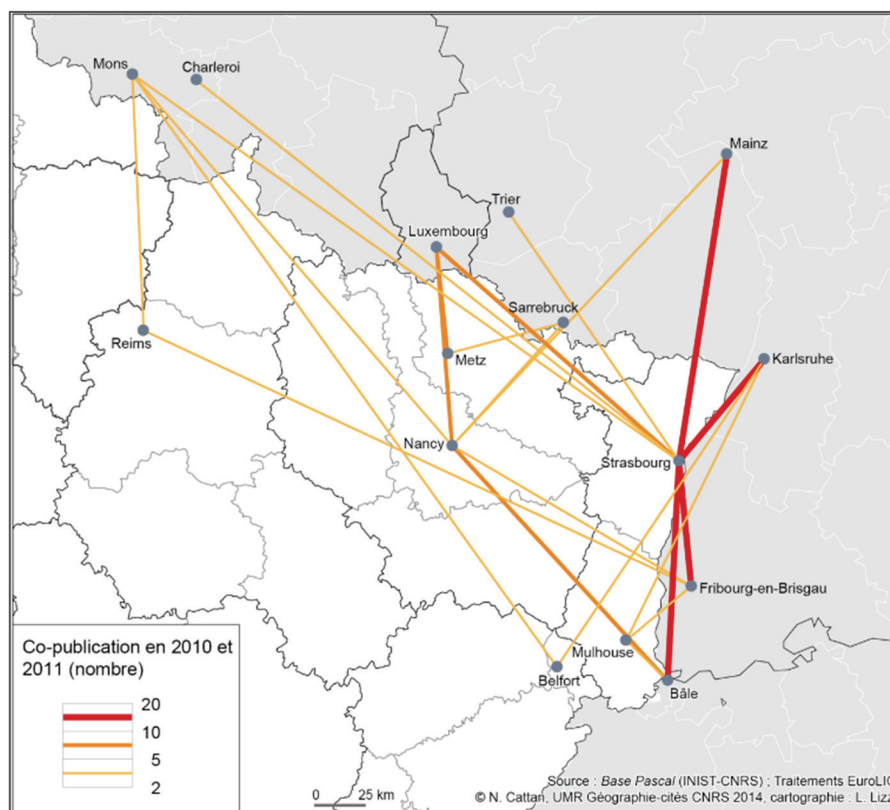 Mons
Charleroi
Mainz
Trier
Luxembourg
Sarrebruck
Reims
Metz
Karlsruhe
Nancy
Strasbourg
Fribourg-en-Brisgau
Mulhouse
Belfort
Bâle
Co-publication en 2010 et
2011 (nombre)
20
10
5
2
0 25 km
Source : Base Pascal (INIST-CNRS) ; Traitements EuroLIO
© N. Cattan, UMR Géographie-cités CNRS 2014, cartographie : L. Lizz